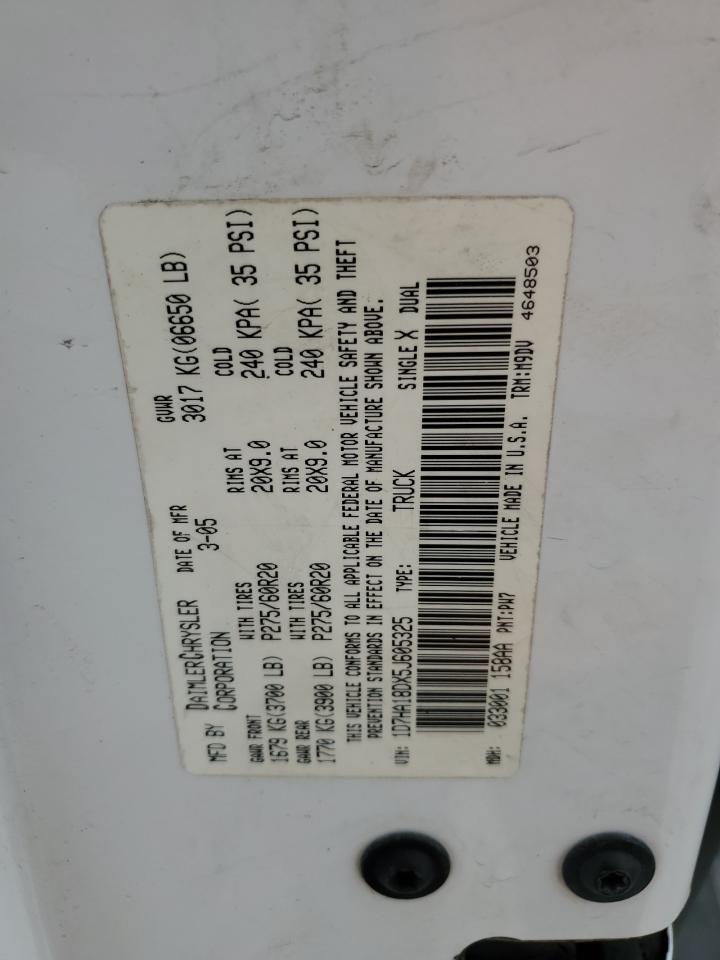 MFD BY DAIMLERCHRYSLER CORPORATION
DATE OF MFR 3-05
GVWR 3017 KG(06650 LB)
GAWR FRONT WITH TIRES RIMS AT COLD
1679 KG(3700 LB) P275/60R20 20X9.0 240 KPA( 35 PSI)
GAWR REAR WITH TIRES RIMS AT COLD
1770 KG(3900 LB) P275/60R20 20X9.0 240 KPA( 35 PSI)
THIS VEHICLE CONFORMS TO ALL APPLICABLE FEDERAL MOTOR VEHICLE SAFETY AND THEFT
PREVENTION STANDARDS IN EFFECT ON THE DATE OF MANUFACTURE SHOWN ABOVE.
VIN: 1D7HA18DX5J605325 TYPE: TRUCK SINGLE X DUAL
MDH: 033001 158AA PNT:PW7 VEHICLE MADE IN U.S.A. TRM:M9DV 4648503